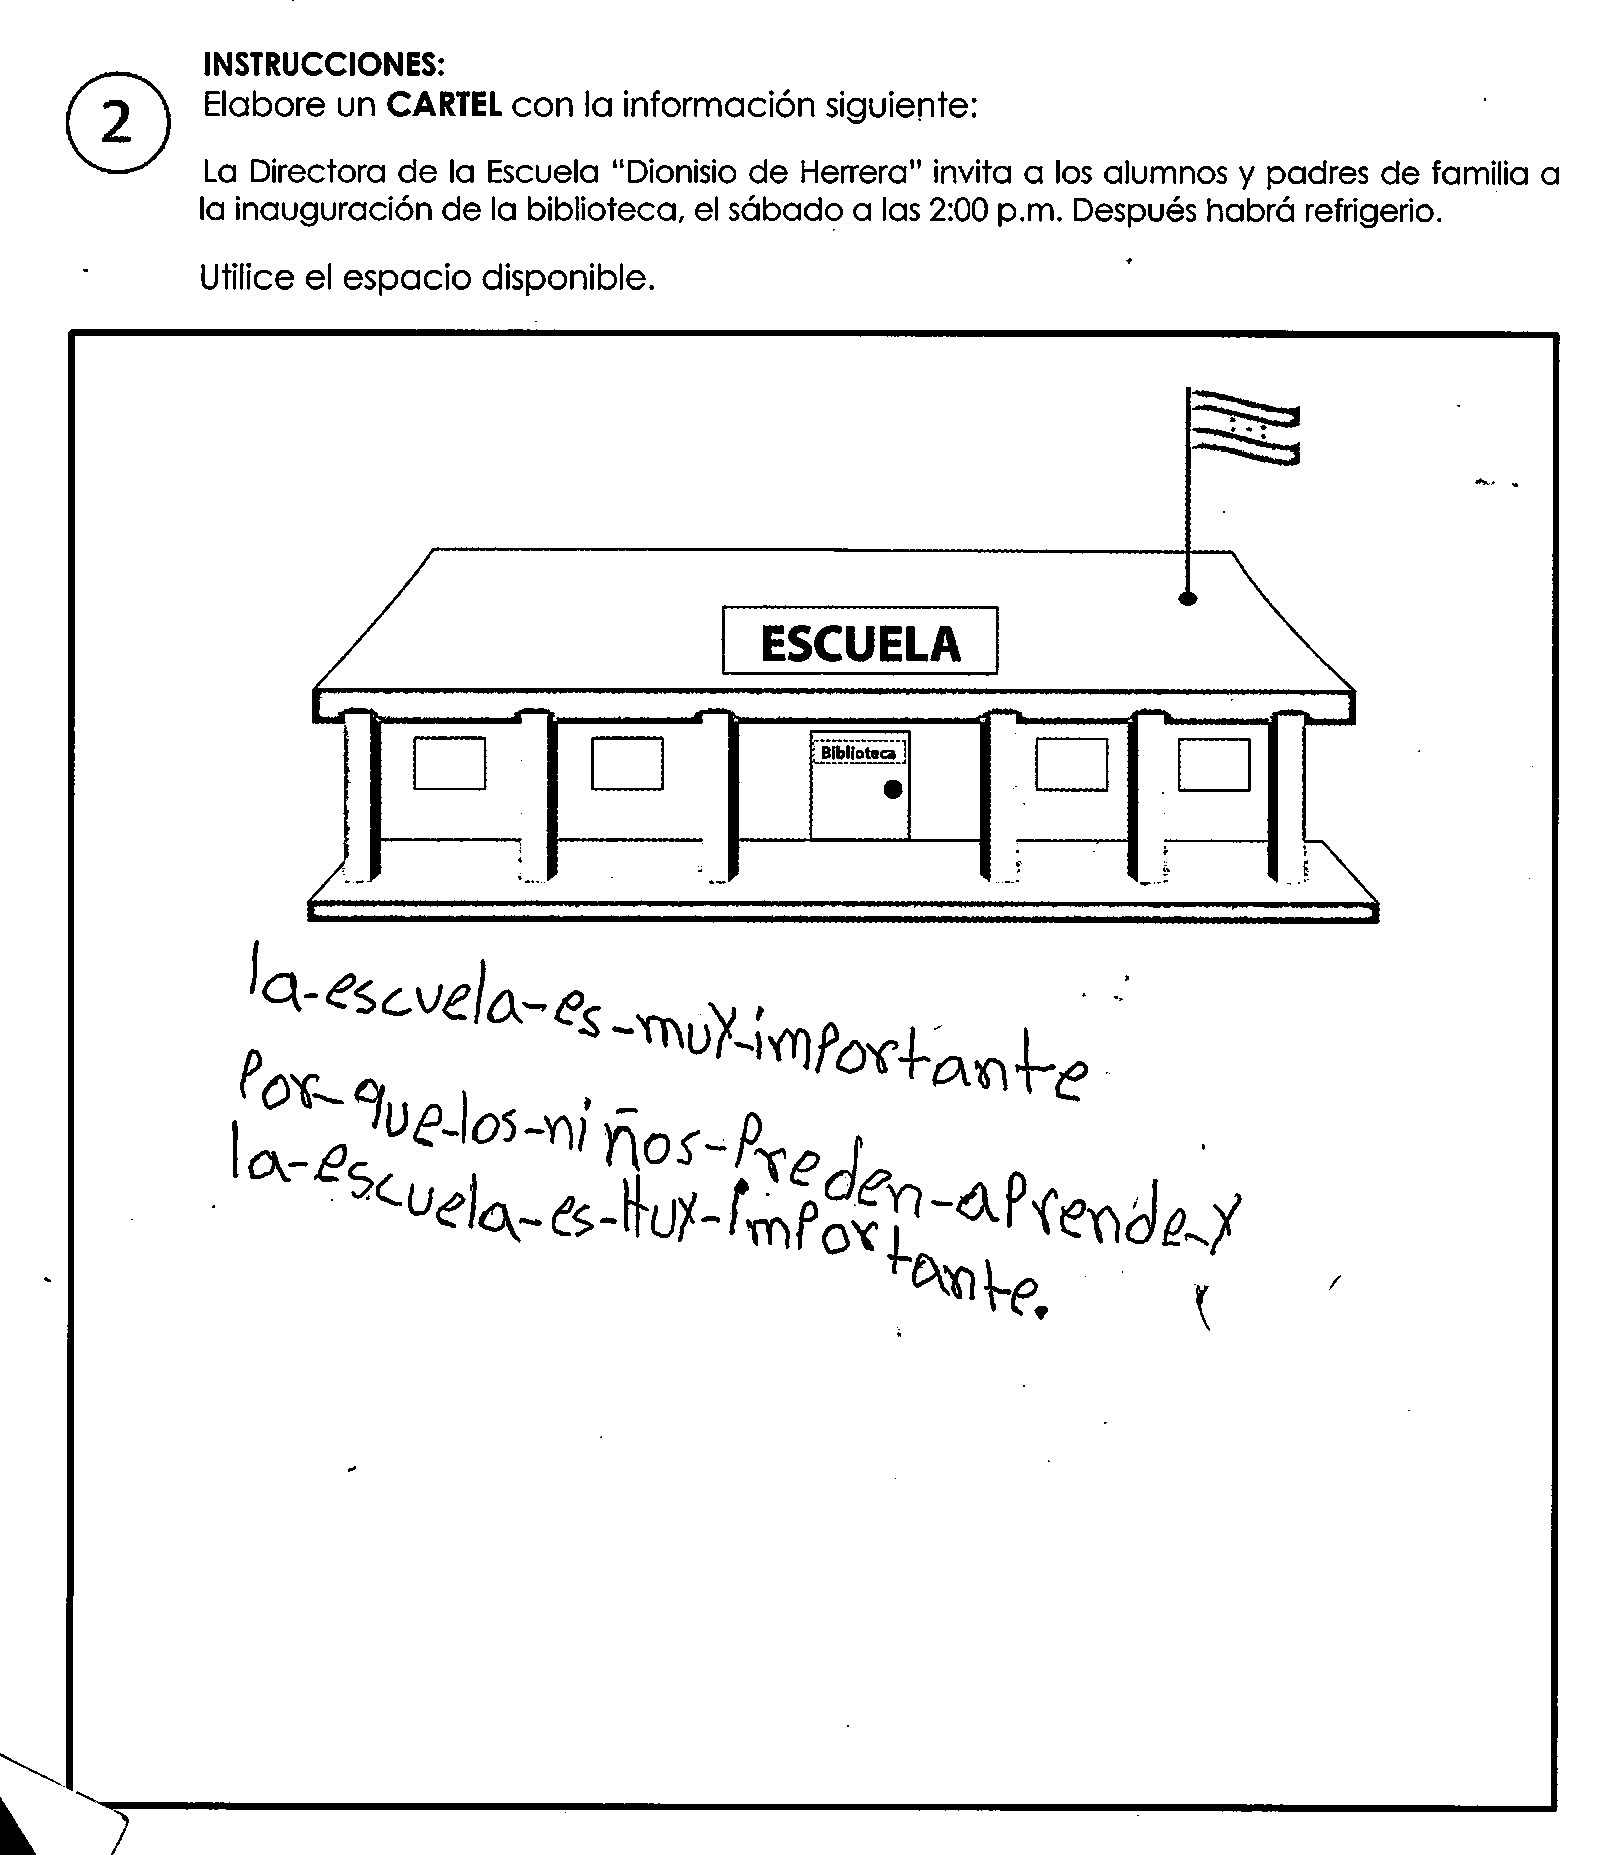 INSTRUCCIONES:
2
Elabore un CARTEL con la información siguiente:
La Directora de la Escuela "Dionisio de Herrera" invita a los alumnos y padres de familia a
la inauguración de la biblioteca, el sábado a las 2:00 p.m. Después habrá refrigerio.
Utilice el espacio disponible.
ESCUELA
Biblioteca
la-escuela-es-muy-importante
Por-que-los-niños-Preden-aprende-y
la-escuela-es-Muy-importante.